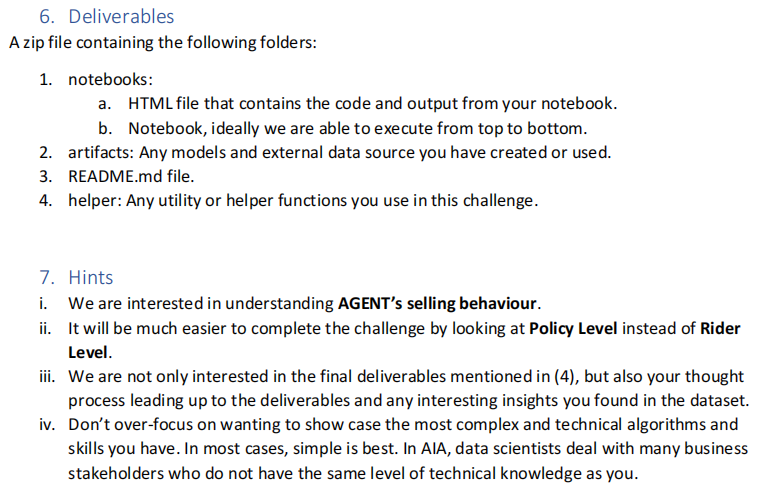 6. Deliverables
A zip file containing the following folders:
1. notebooks:
a. HTML file that contains the code and output from your notebook.
b. Notebook, ideally we are able to execute from top to bottom.
2. artifacts: Any models and external data source you have created or used.
3. README.md file.
4. helper: Any utility or helper functions you use in this challenge.
7. Hints
i. We are interested in understanding AGENT’s selling behaviour.
ii. It will be much easier to complete the challenge by looking at Policy Level instead of Rider
Level.
iii. We are not only interested in the final deliverables mentioned in (4), but also your thought
process leading up to the deliverables and any interesting insights you found in the dataset.
iv. Don’t over-focus on wanting to show case the most complex and technical algorithms and
skills you have. In most cases, simple is best. In AIA, data scientists deal with many business
stakeholders who do not have the same level of technical knowledge as you.